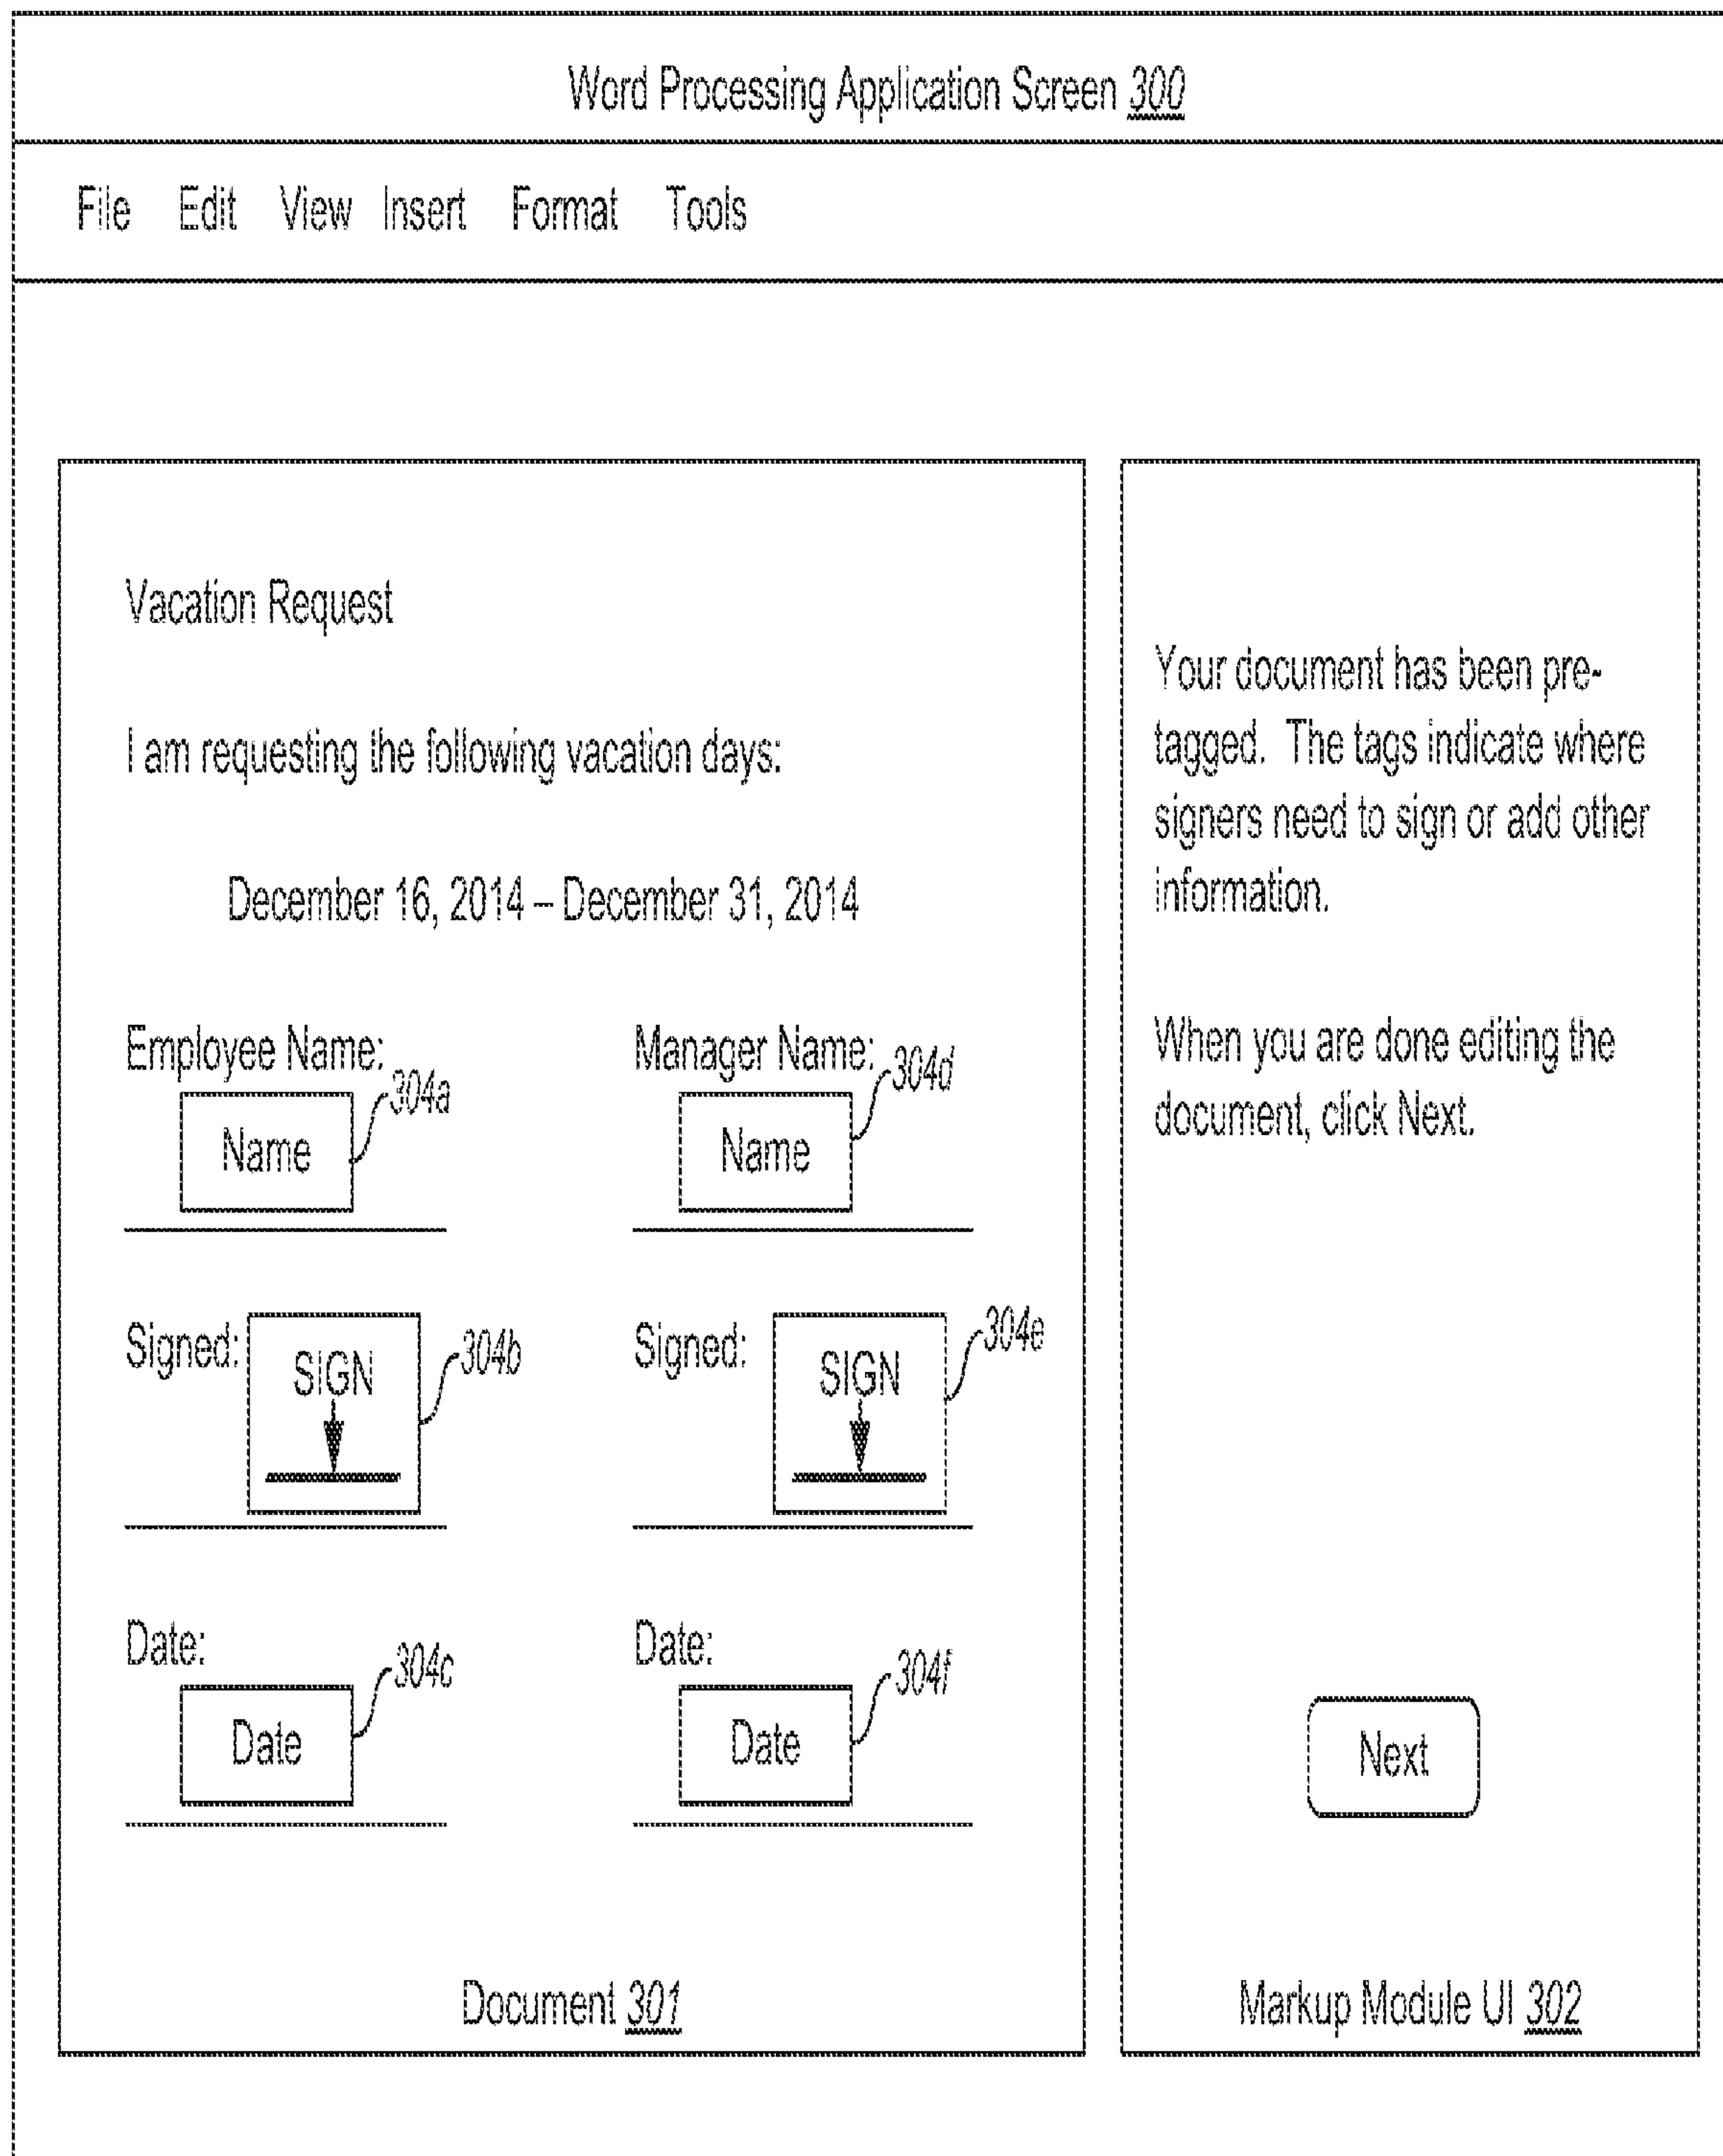 Word Processing Application Screen 300
File Edit View Insert Format Tools
Vacation Request
I am requesting the following vacation days:
December 16, 2014 – December 31, 2014
Employee Name:
304a
Name
Manager Name:
304d
Name
Signed:
SIGN
304b
Signed:
SIGN
304e
Date:
304c
Date
Date:
304f
Date
Document 301
Your document has been pre-
tagged. The tags indicate where
signers need to sign or add other
information.
When you are done editing the
document, click Next.
Next
Markup Module UI 302